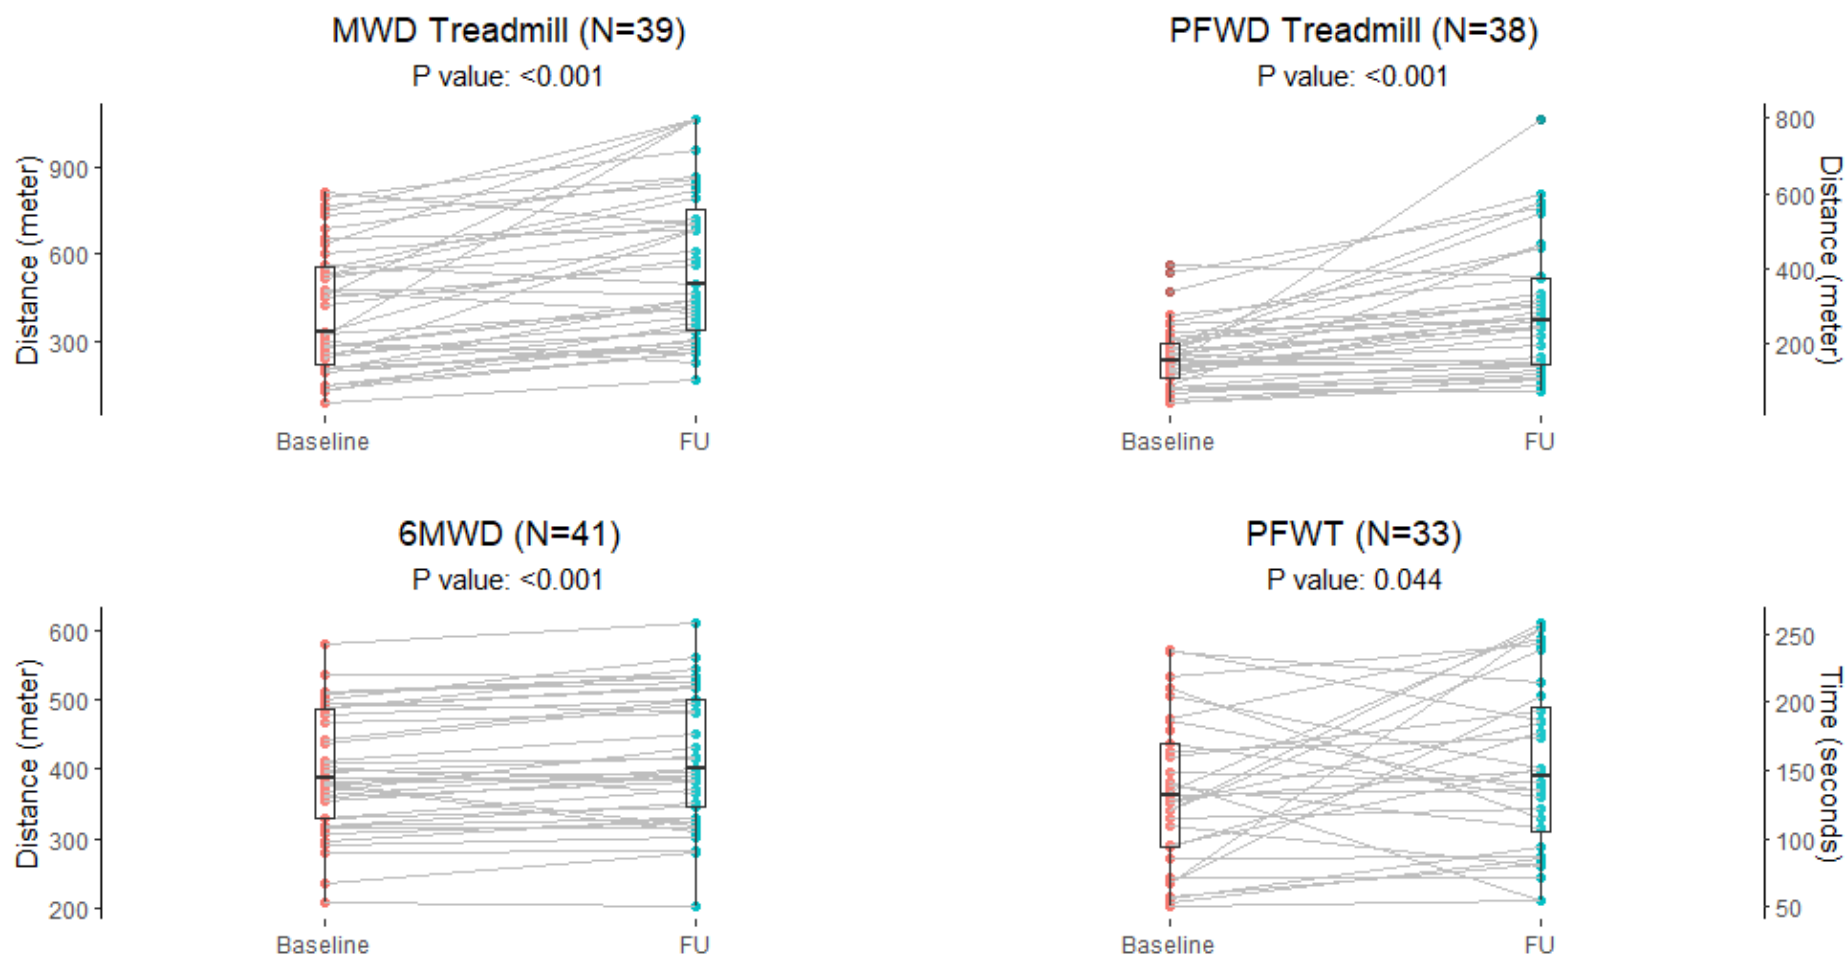 MWD Treadmill (N=39)
P value: <0.001
Distance (meter)
900
600
300
Baseline
FU
PFWD Treadmill (N=38)
P value: <0.001
800
600
400
200
Distance (meter)
Baseline
FU
6MWD (N=41)
P value: <0.001
Distance (meter)
600
500
400
300
200
Baseline
FU
PFWT (N=33)
P value: 0.044
250
200
150
100
50
Time (seconds)
Baseline
FU